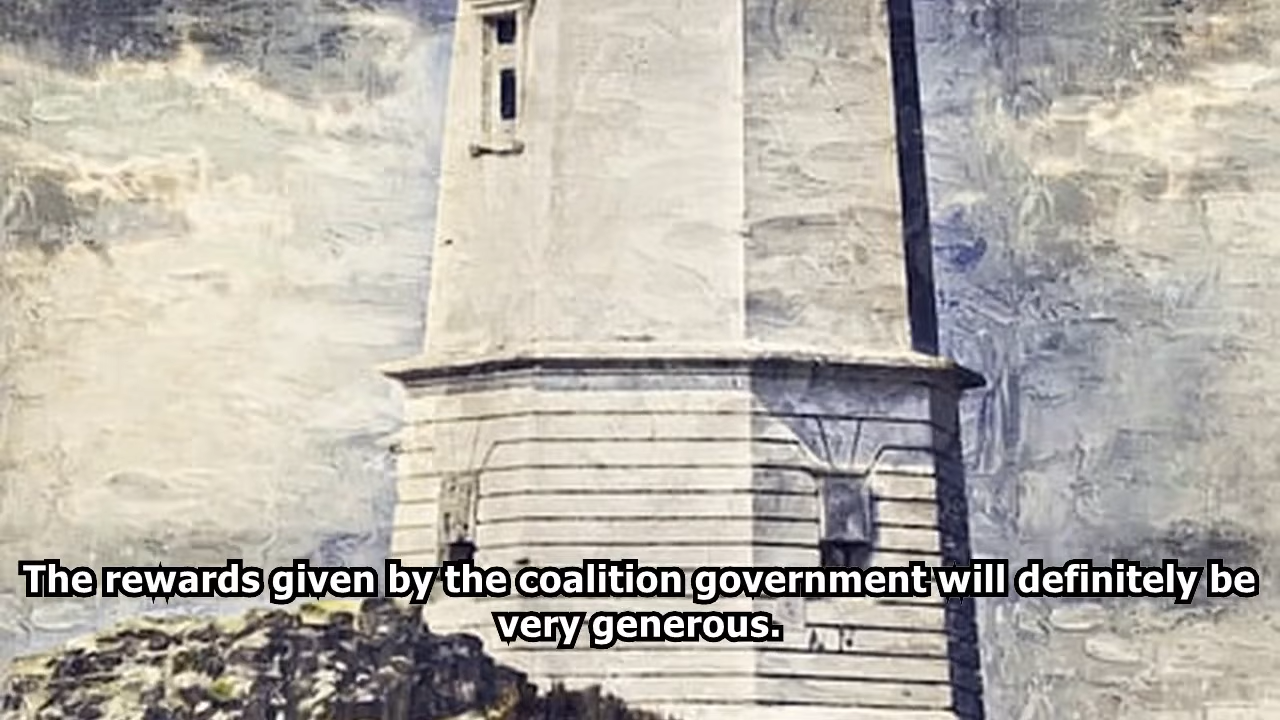 The rewards given by the coalition government will definitely be
very generous.